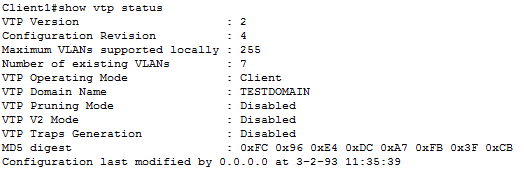 Client1#show vtp status
VTP Version                     : 2
Configuration Revision          : 4
Maximum VLANs supported locally : 255
Number of existing VLANs        : 7
VTP Operating Mode              : Client
VTP Domain Name                 : TESTDOMAIN
VTP Pruning Mode                : Disabled
VTP V2 Mode                     : Disabled
VTP Traps Generation            : Disabled
MD5 digest                      : 0xFC 0x96 0xE4 0xDC 0xA7 0xFB 0x3F 0xCB
Configuration last modified by 0.0.0.0 at 3-2-93 11:35:39